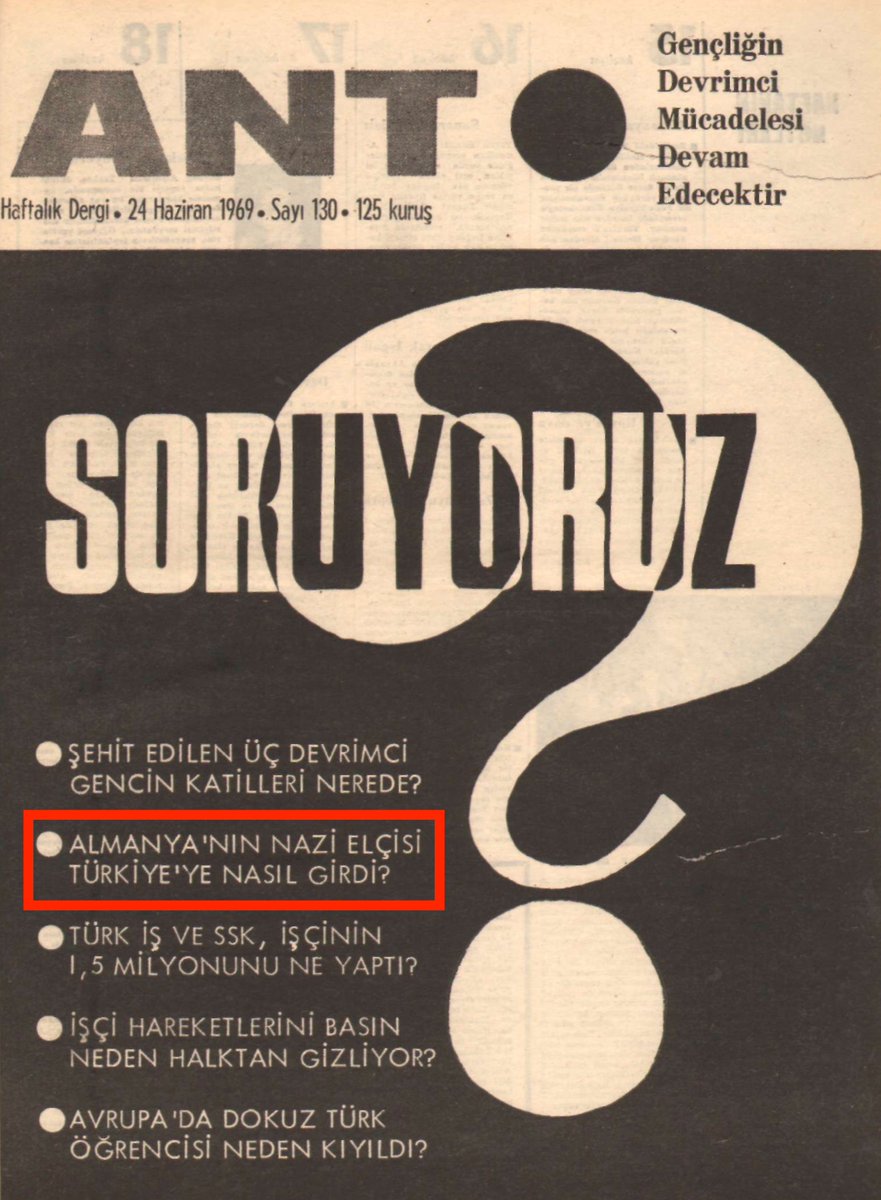 ANT
Gençliğin
Devrimci
Mücadelesi
Devam
Edecektir
Haftalık Dergi • 24 Haziran 1969 • Sayı 130 • 125 kuruş
SORUYORUZ
?
● ŞEHİT EDİLEN ÜÇ DEVRİMCİ
GENCİN KATİLLERİ NEREDE?
● ALMANYA'NIN NAZİ ELÇİSİ
TÜRKİYE'YE NASIL GİRDİ?
● TÜRK İŞ VE SSK, İŞÇİNİN
1,5 MİLYONUNU NE YAPTI?
● İŞÇİ HAREKETLERİNİ BASIN
NEDEN HALKTAN GİZLİYOR?
● AVRUPA'DA DOKUZ TÜRK
ÖĞRENCİSİ NEDEN KIYILDI?